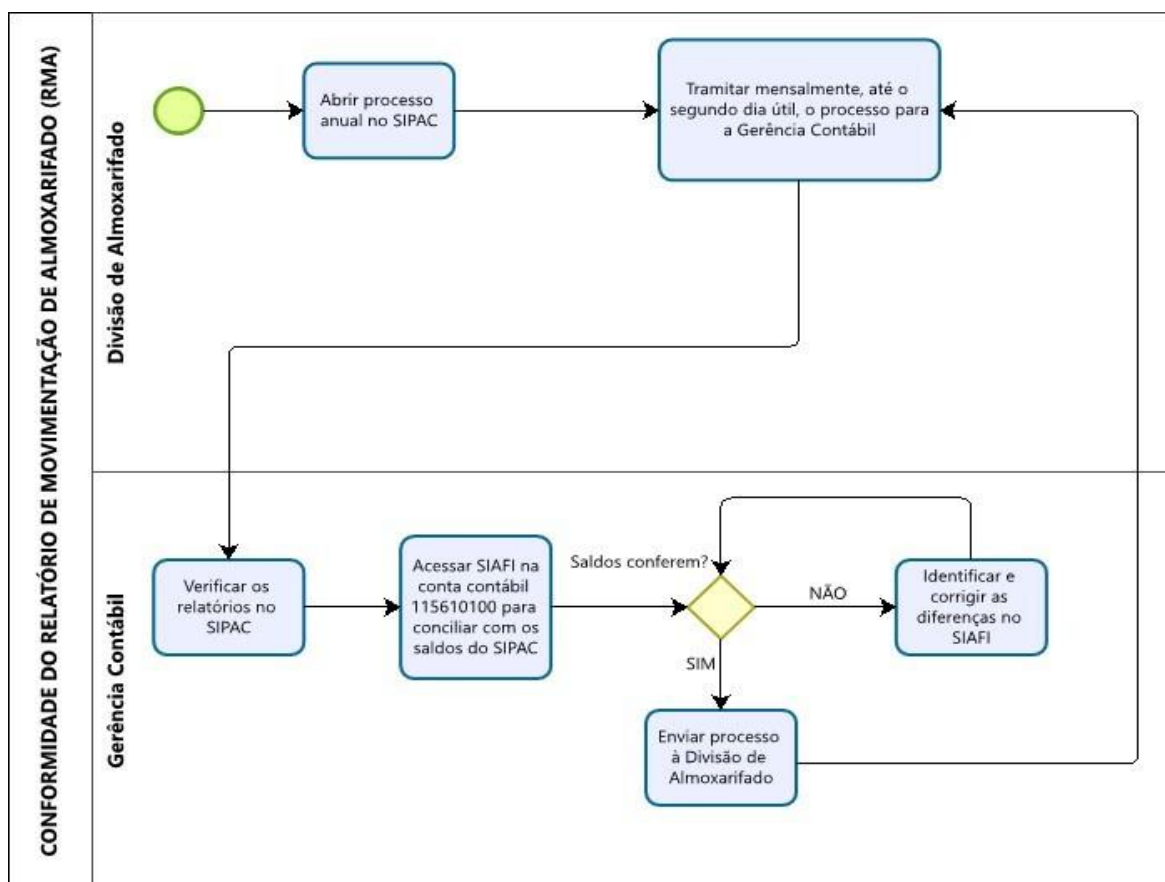 CONFORMIDADE DO RELATÓRIO DE MOVIMENTAÇÃO DE ALMOXARIFADO (RMA)
Divisão de Almoxarifado
Abrir processo
anual no SIPAC
Tramitar mensalmente, até o
segundo dia útil, o processo para
a Gerência Contábil
Gerência Contábil
Verificar os
relatórios no
SIPAC
Acessar SIAFI na
conta contábil
115610100 para
conciliar com os
saldos do SIPAC
Saldos conferem?
NÃO
Identificar e
corrigir as
diferenças no
SIAFI
SIM
Enviar processo
à Divisão de
Almoxarifado